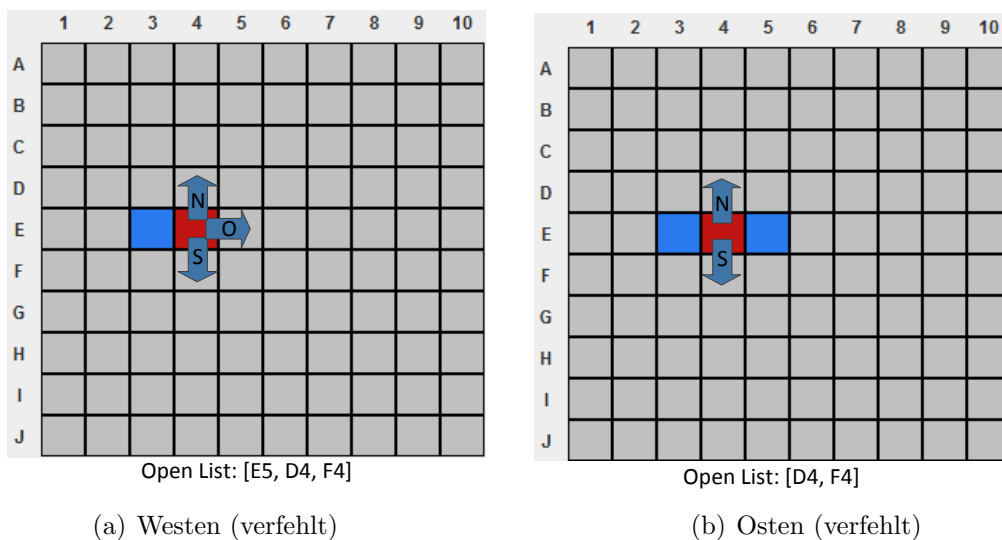 1 2 3 4 5 6 7 8 9 10
A
B
C
D
E
F
G
H
I
J
N
O
S
Open List: [E5, D4, F4]
(a) Westen (verfehlt)
1 2 3 4 5 6 7 8 9 10
A
B
C
D
E
F
G
H
I
J
N
S
Open List: [D4, F4]
(b) Osten (verfehlt)